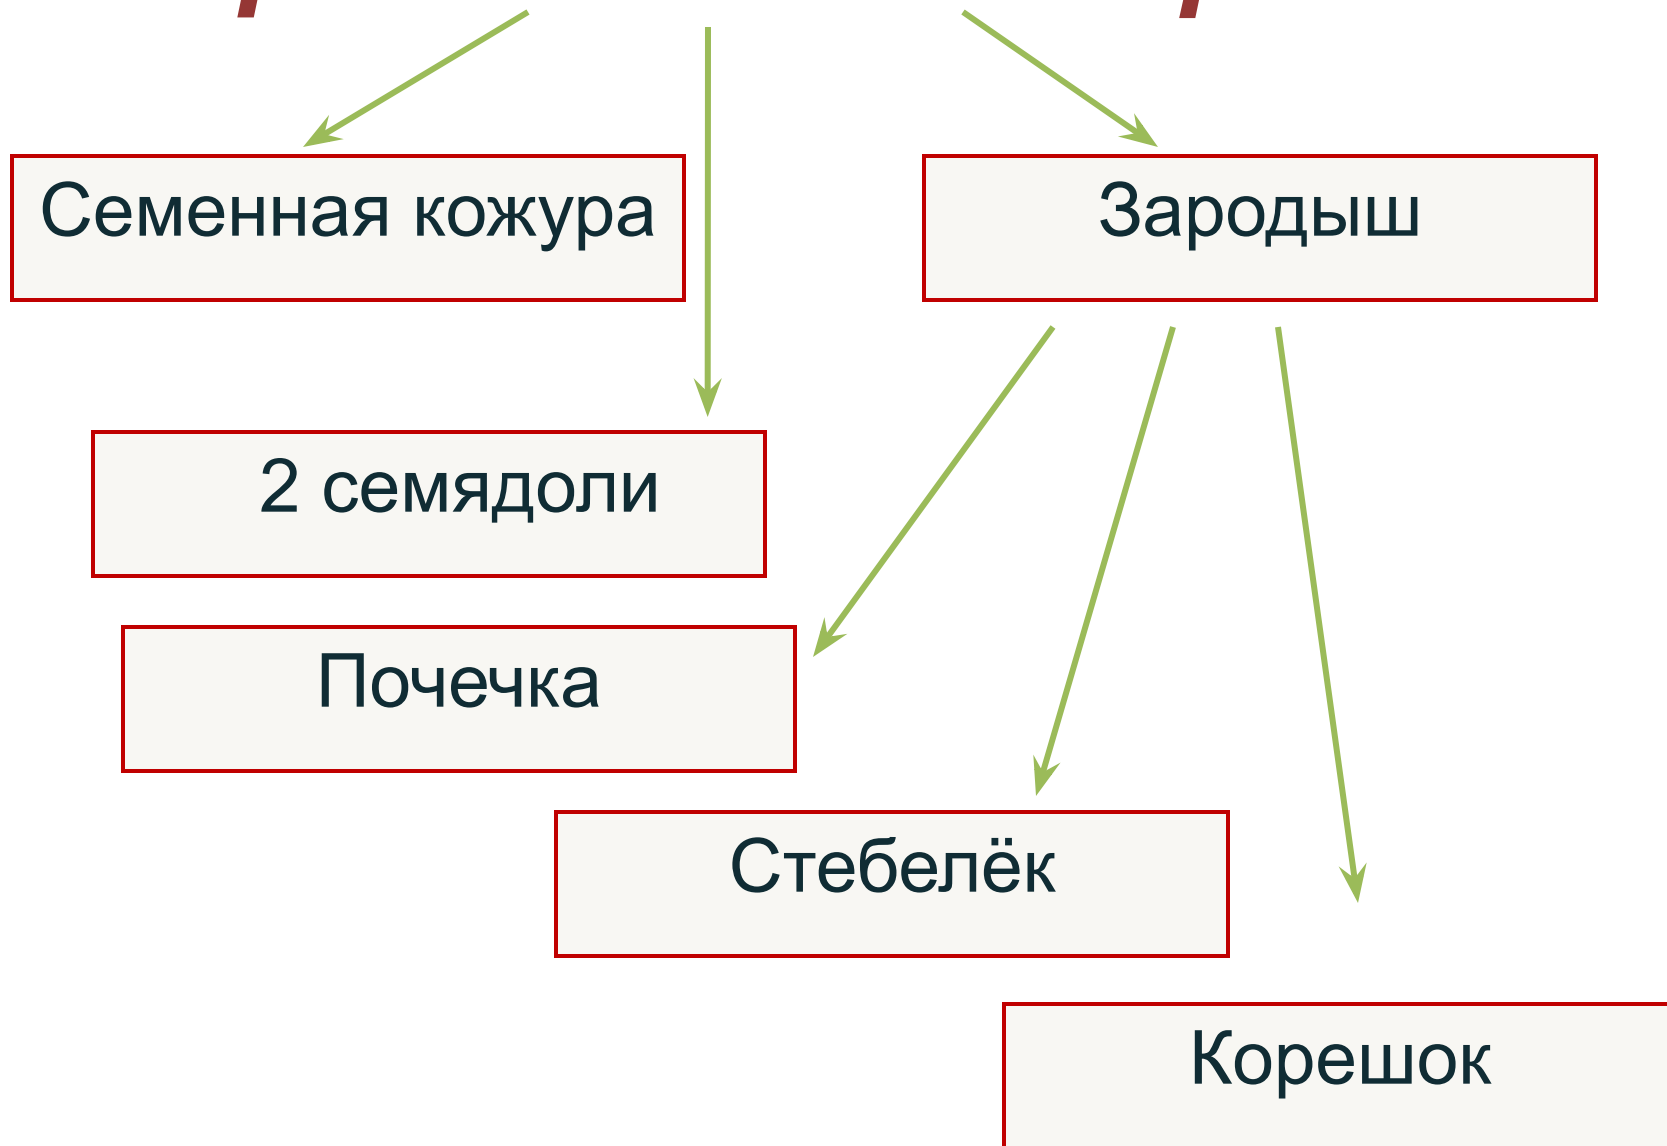 Семенная кожура
Зародыш
2 семядоли
Почечка
Стебелёк
Корешок